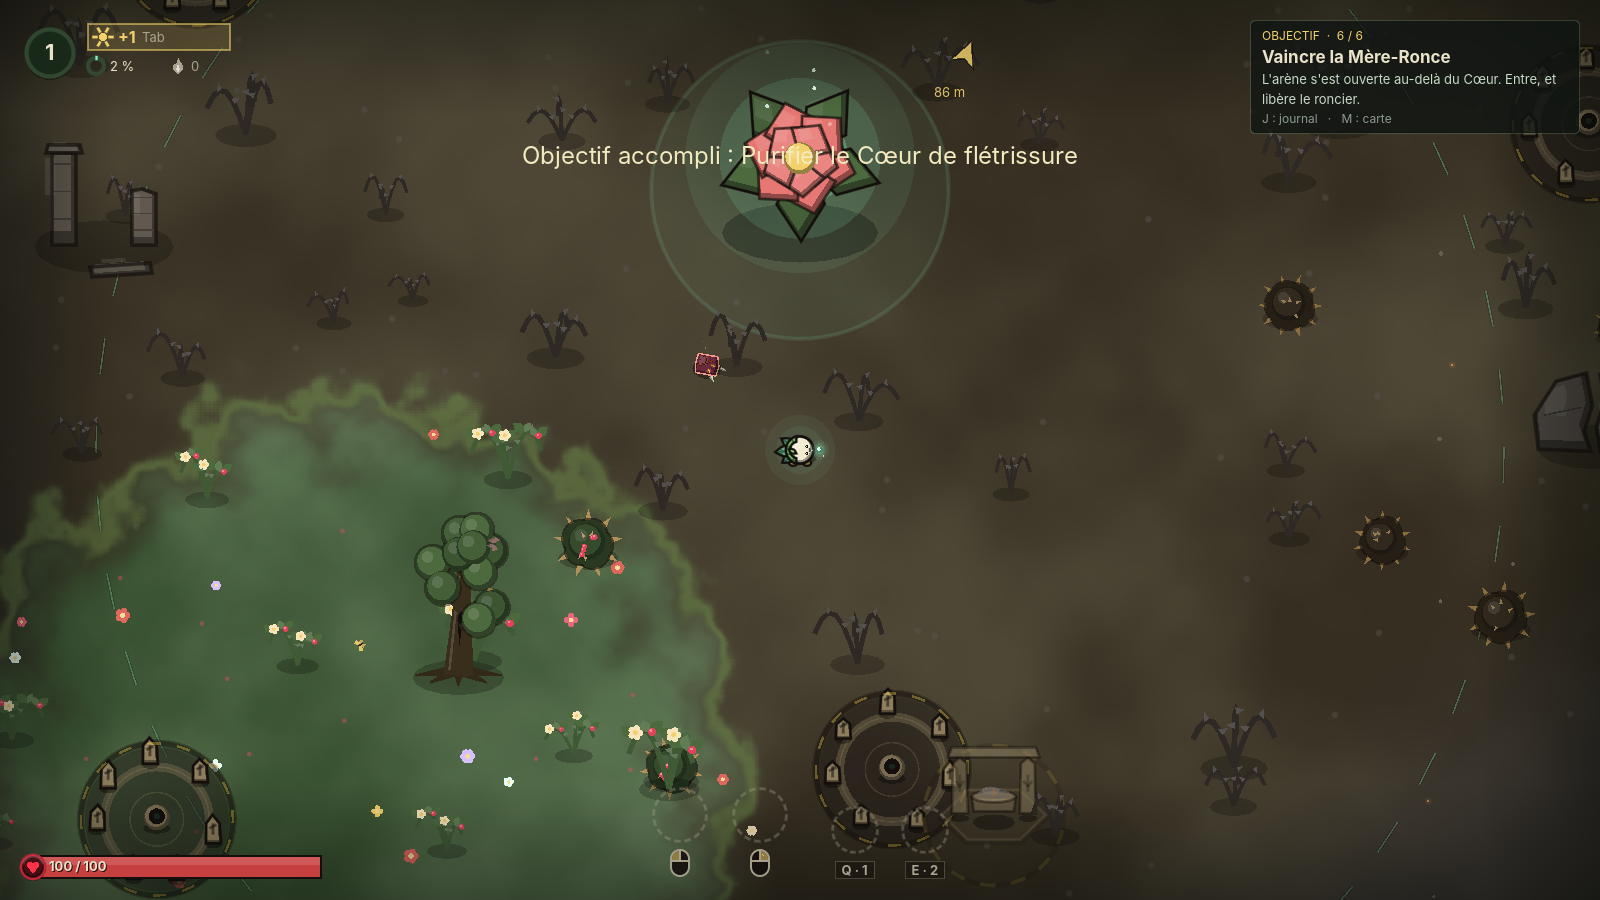 1
+1 Tab
2 %
0
86 m
OBJECTIF · 6 / 6
Vaincre la Mère-Ronce
L'arène s'est ouverte au-delà du Cœur. Entre, et
libère le roncier.
J : journal · M : carte
Objectif accompli : Purifier le Cœur de flétrissure
100 / 100
Q · 1
E · 2